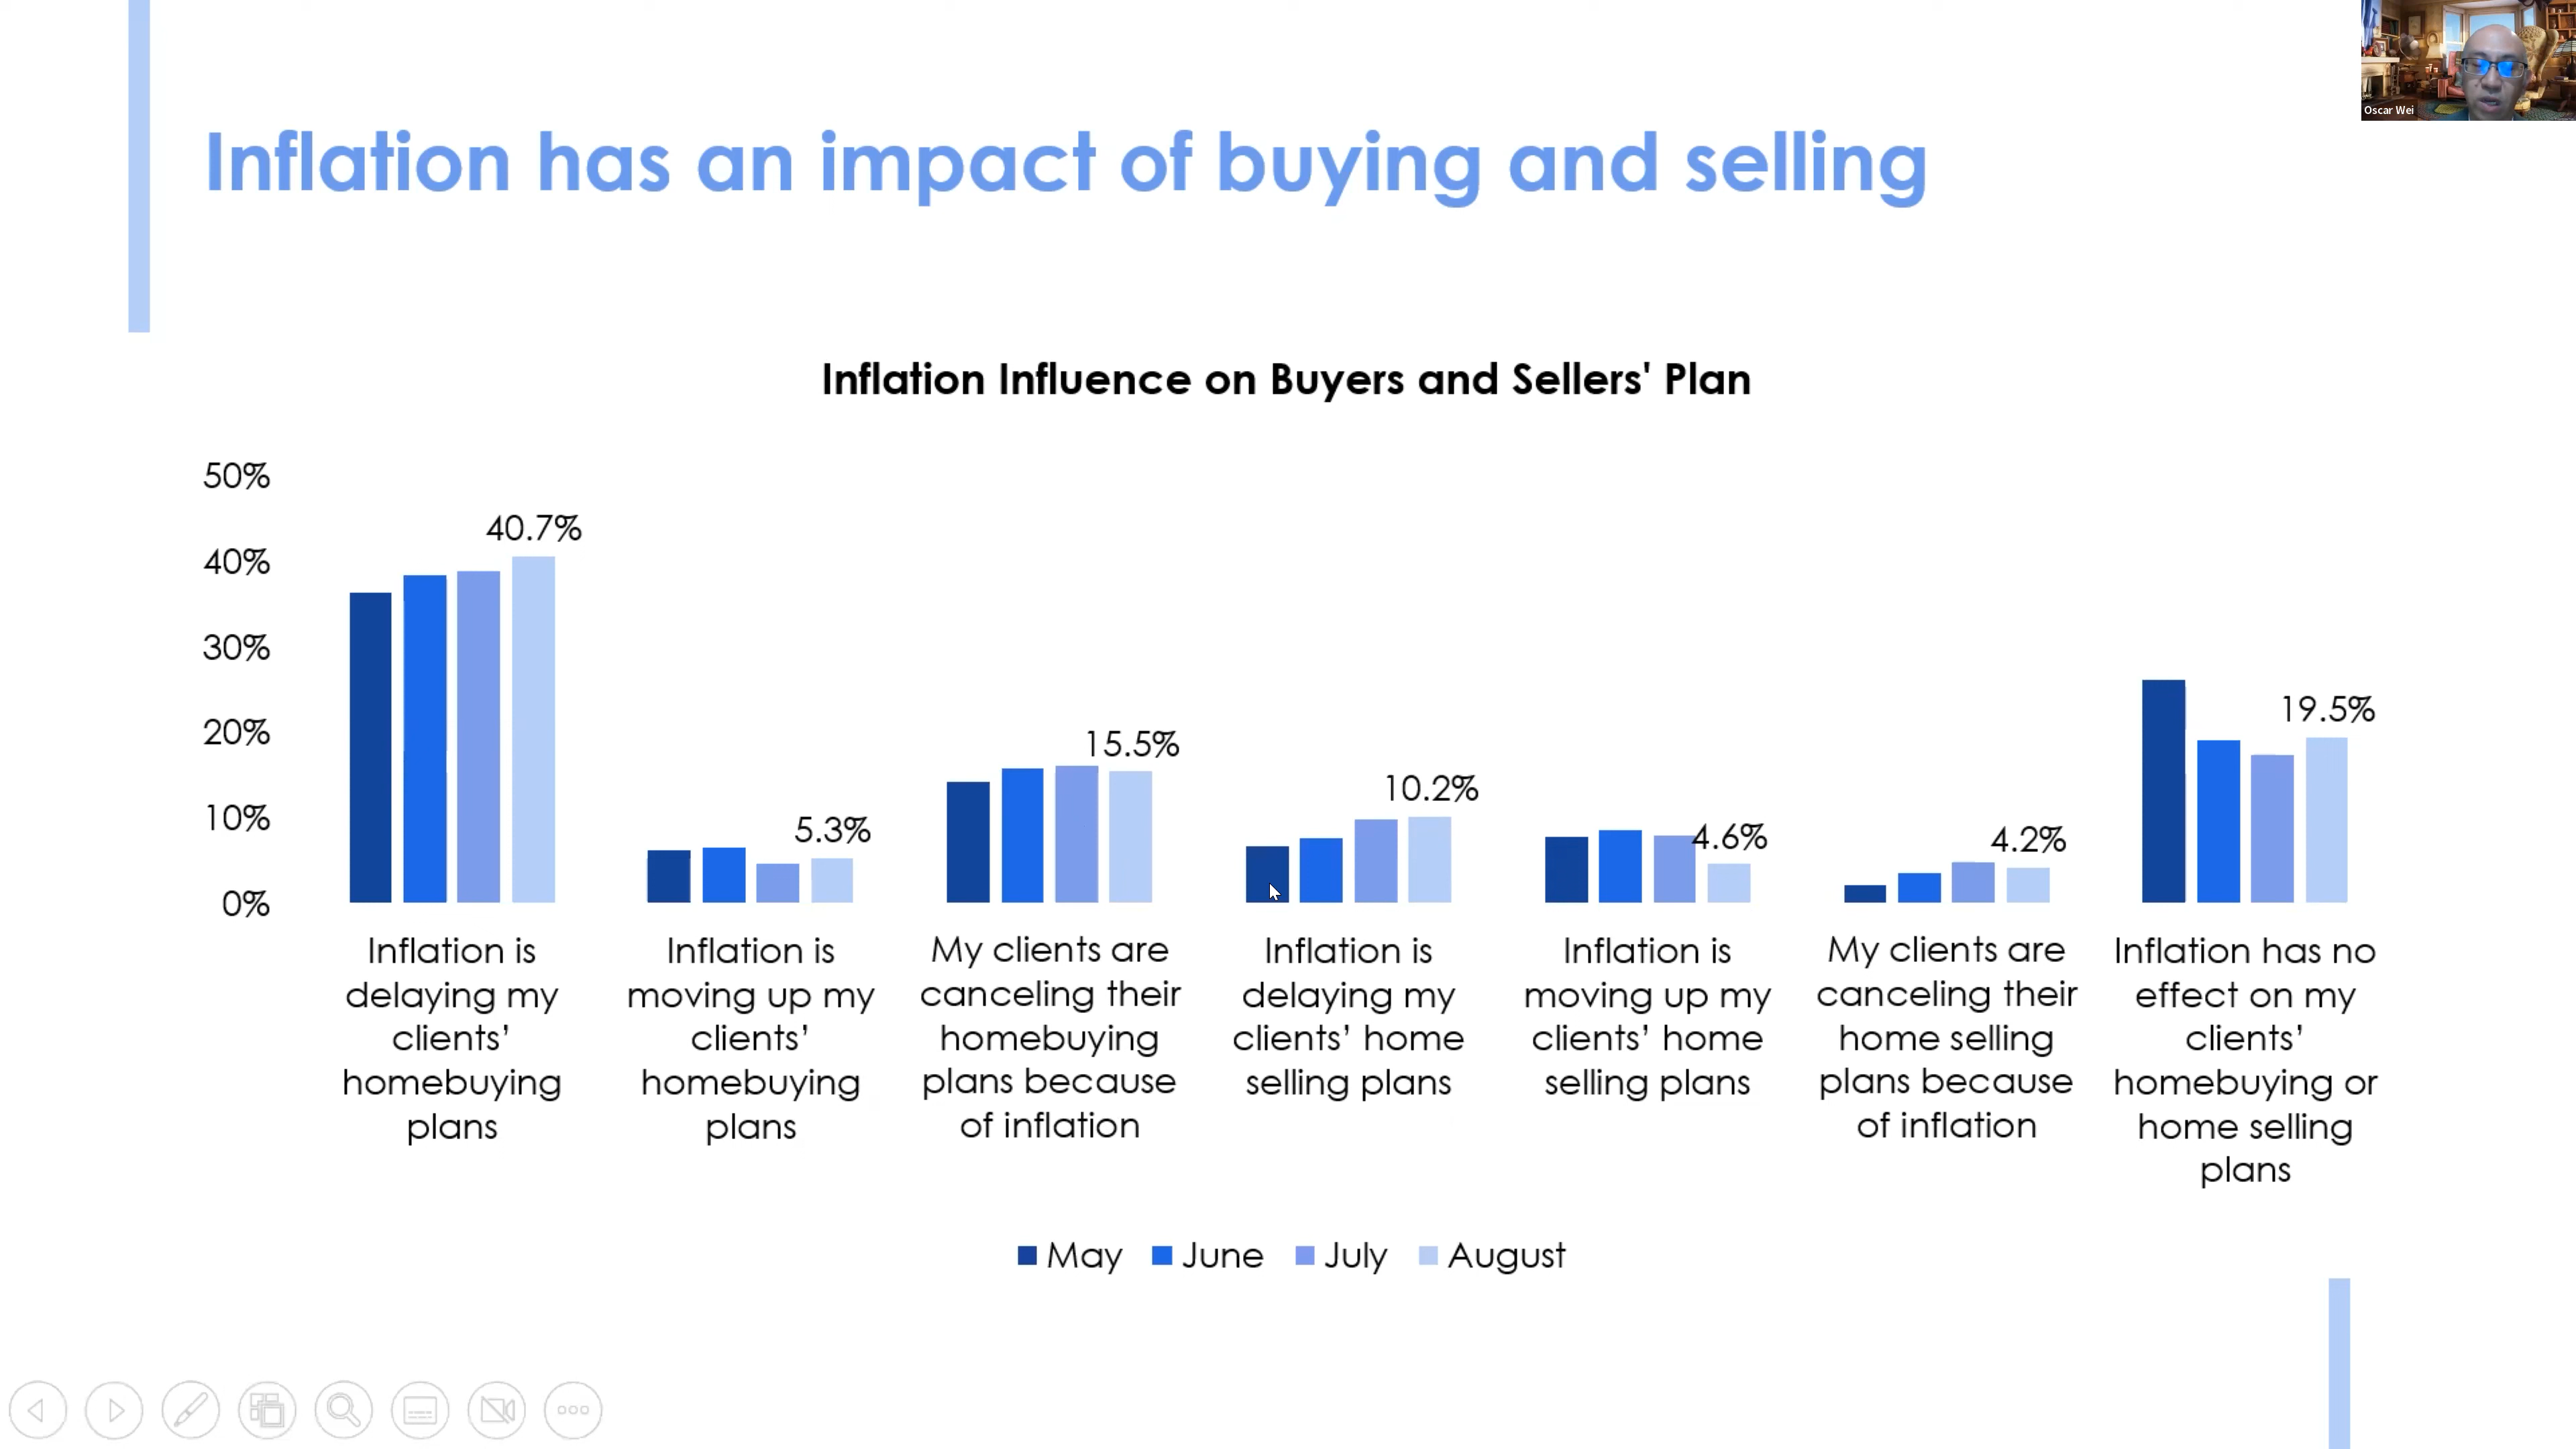 Oscar Wei
Inflation has an impact of buying and selling
Inflation Influence on Buyers and Sellers' Plan
50%
40%
30%
20%
10%
0%
40.7%
5.3%
15.5%
10.2%
4.6%
4.2%
19.5%
Inflation is
delaying my
clients’
homebuying
plans
Inflation is
moving up my
clients’
homebuying
plans
My clients are
canceling their
homebuying
plans because
of inflation
Inflation is
delaying my
clients’ home
selling plans
Inflation is
moving up my
clients’ home
selling plans
My clients are
canceling their
home selling
plans because
of inflation
Inflation has no
effect on my
clients’
homebuying or
home selling
plans
May June July August